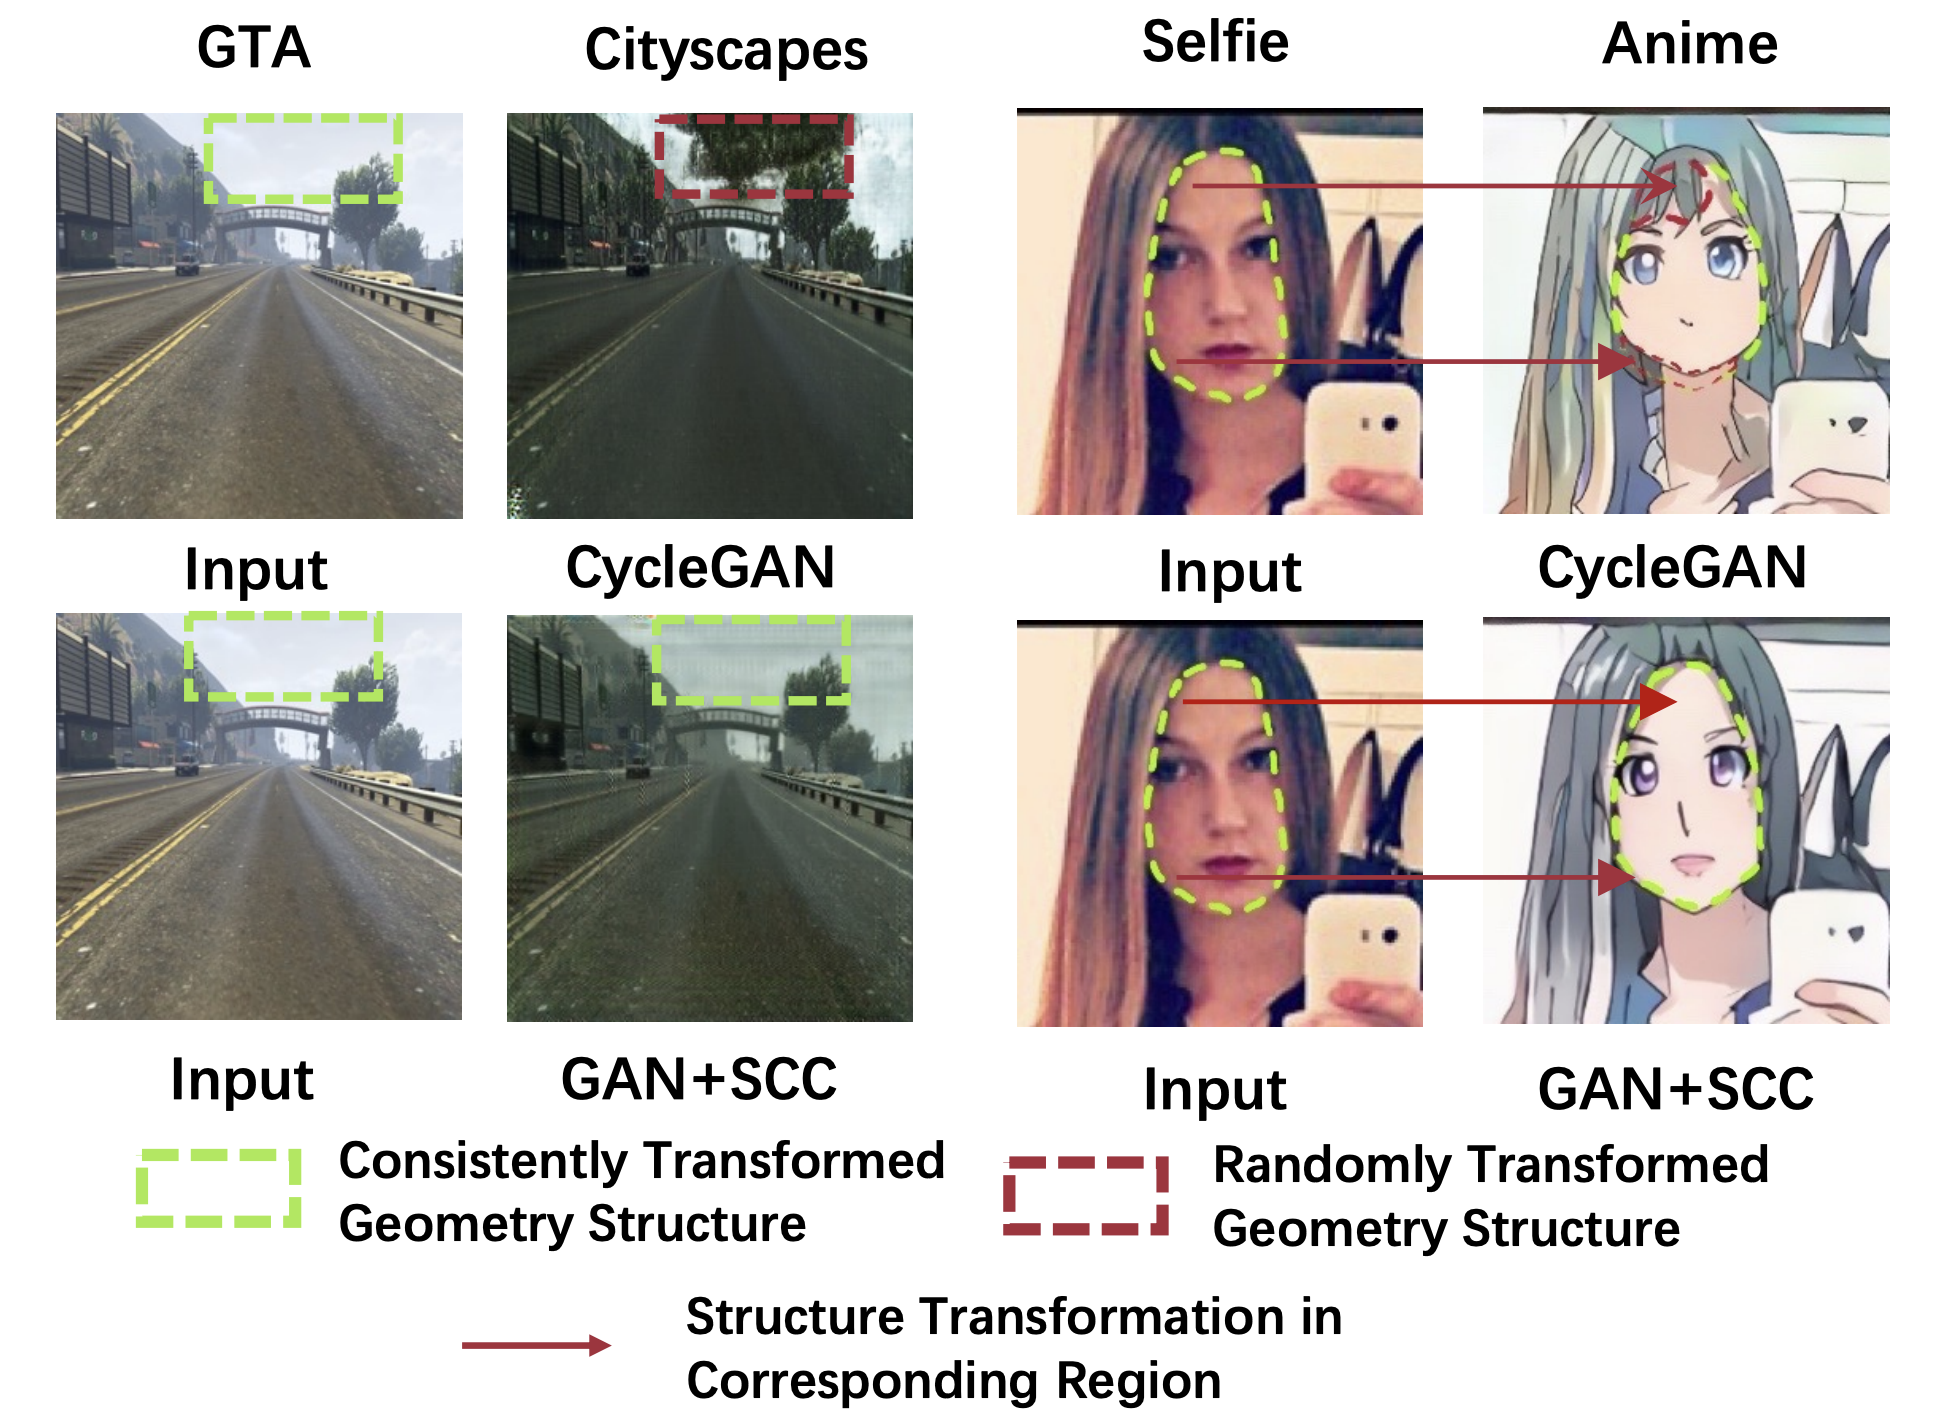 GTA
Cityscapes
Selfie
Anime
Input
CycleGAN
Input
CycleGAN
Input
GAN+SCC
Input
GAN+SCC
Consistently Transformed
Geometry Structure
Randomly Transformed
Geometry Structure
Structure Transformation in
Corresponding Region